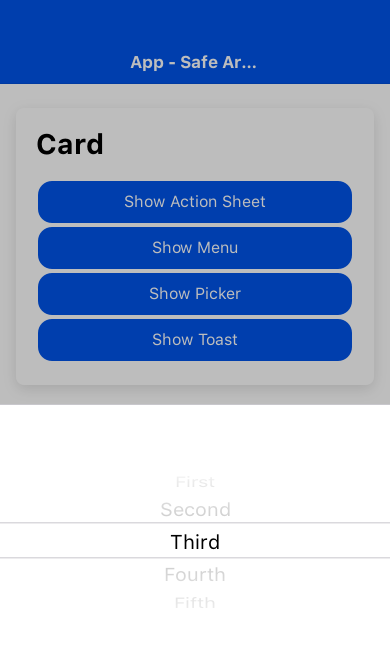 App - Safe Ar...
Card
Show Action Sheet
Show Menu
Show Picker
Show Toast
First
Second
Third
Fourth
Fifth